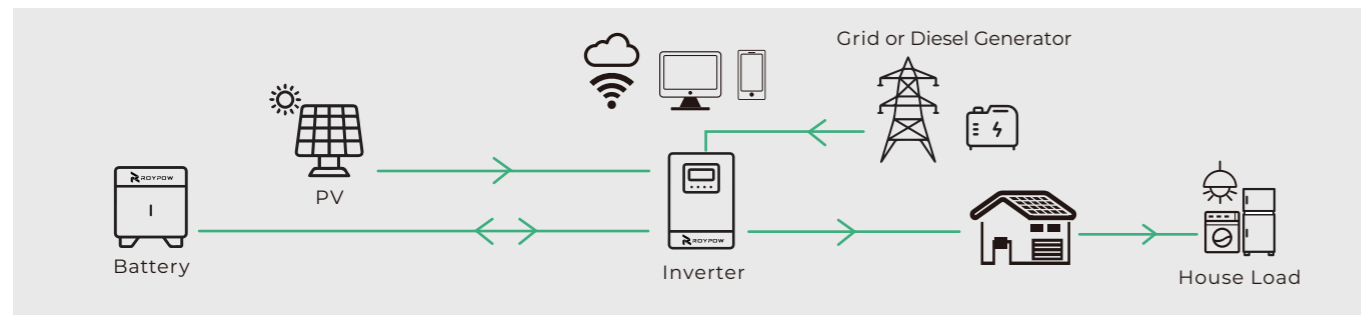 Grid or Diesel Generator
ROYPOW
PV
Battery
ROYPOW
Inverter
House Load